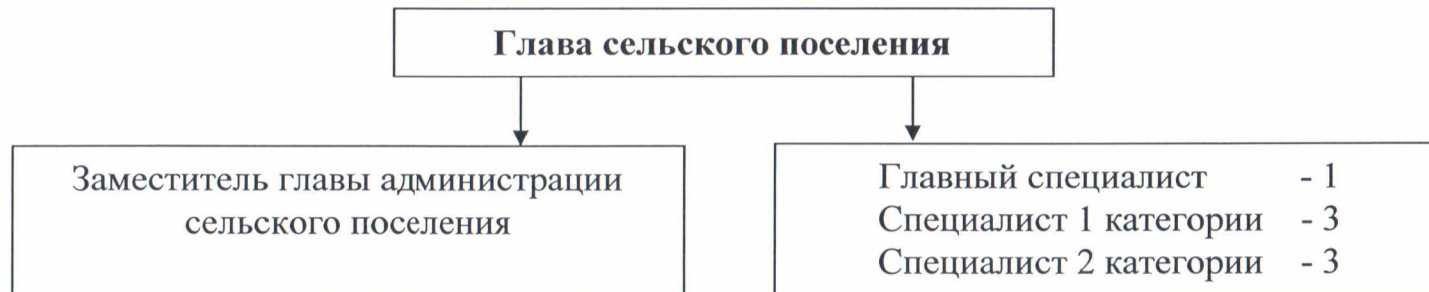 Глава сельского поселения
Заместитель главы администрации
сельского поселения
Главный специалист - 1
Специалист 1 категории - 3
Специалист 2 категории - 3